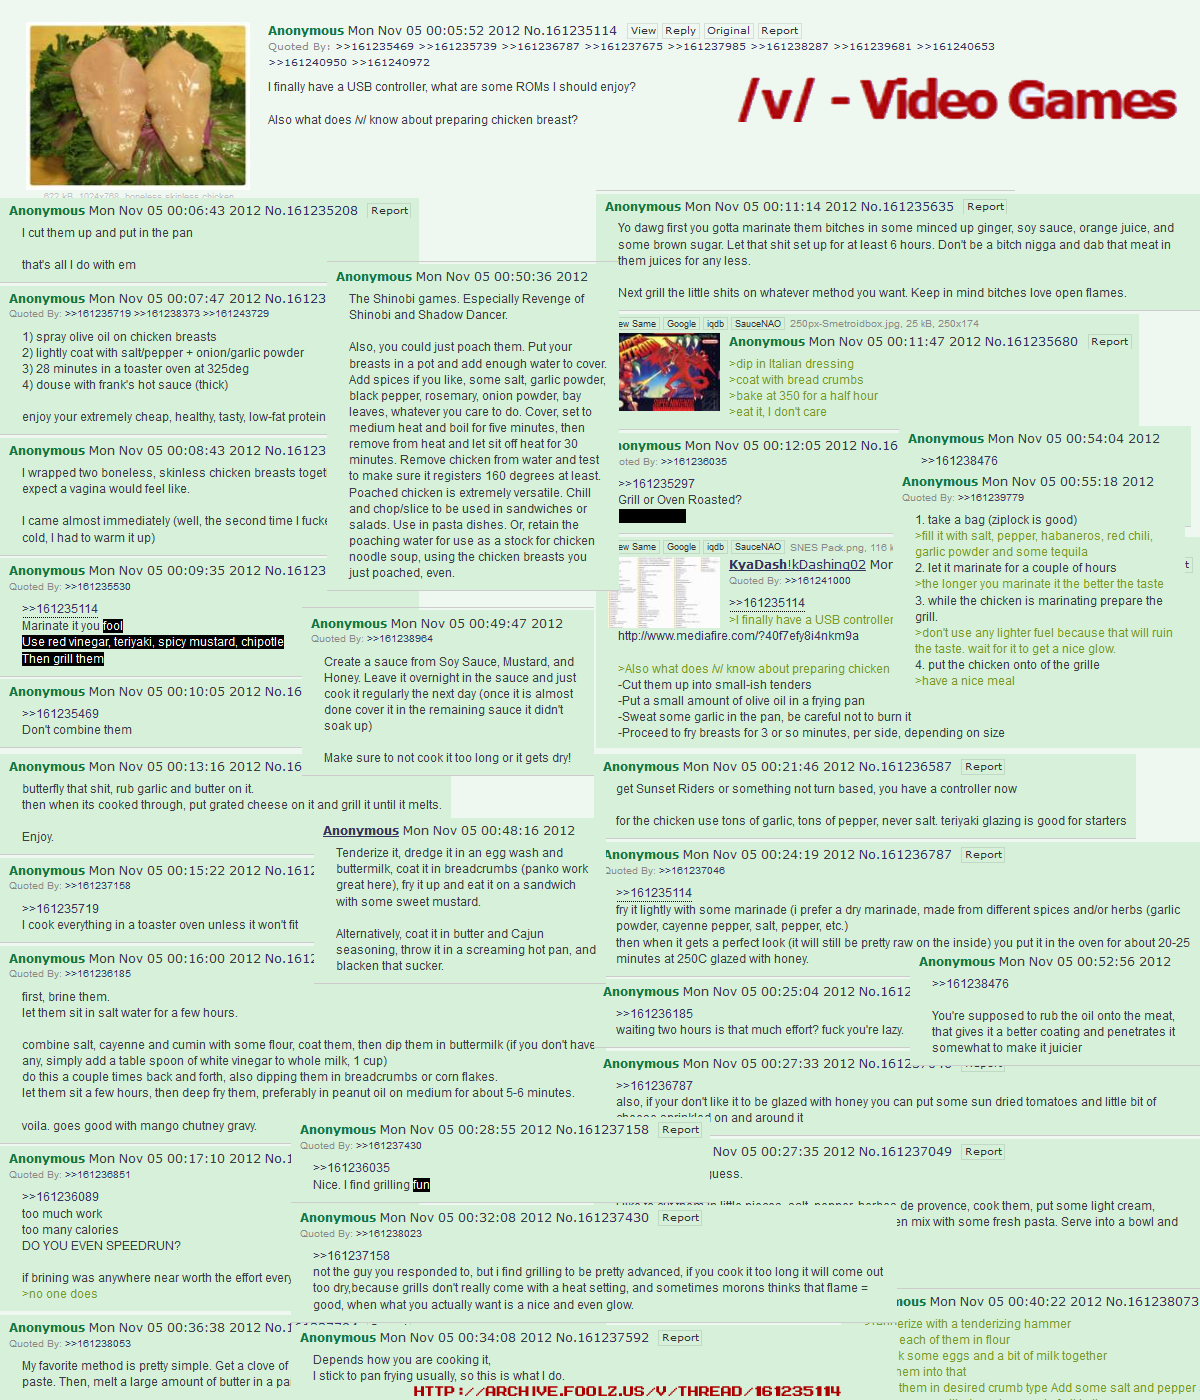 Anonymous Mon Nov 05 00:05:52 2012 No.161235114 View Reply Original Report
Quoted By: >>161235469 >>161235739 >>161236787 >>161237675 >>161237985 >>161238287 >>161239681 >>161240653
>>161240950 >>161240972
I finally have a USB controller, what are some ROMs I should enjoy?
Also what does /v/ know about preparing chicken breast?
/v/ - Video Games
Anonymous Mon Nov 05 00:06:43 2012 No.161235208 Report
I cut them up and put in the pan
that's all I do with em
Anonymous Mon Nov 05 00:07:47 2012 No.16123
Quoted By: >>161235719 >>161238373 >>161243729
1) spray olive oil on chicken breasts
2) lightly coat with salt/pepper + onion/garlic powder
3) 28 minutes in a toaster oven at 325deg
4) douse with frank's hot sauce (thick)
enjoy your extremely cheap, healthy, tasty, low-fat protein
Anonymous Mon Nov 05 00:08:43 2012 No.16123
I wrapped two boneless, skinless chicken breasts toget
expect a vagina would feel like.
I came almost immediately (well, the second time I fucke
cold, I had to warm it up)
Anonymous Mon Nov 05 00:09:35 2012 No.16123
Quoted By: >>161235530
>>161235114
Marinate it you fool
Use red vinegar, teriyaki, spicy mustard, chipotle
Then grill them
Anonymous Mon Nov 05 00:10:05 2012 No.16
>>161235469
Don't combine them
Anonymous Mon Nov 05 00:13:16 2012 No.16
butterfly that shit, rub garlic and butter on it.
then when its cooked through, put grated cheese on it and grill it until it melts.
Enjoy.
Anonymous Mon Nov 05 00:15:22 2012 No.1612
Quoted By: >>161237158
>>161235719
I cook everything in a toaster oven unless it won't fit
Anonymous Mon Nov 05 00:16:00 2012 No.1612
Quoted By: >>161236185
first, brine them.
let them sit in salt water for a few hours.
combine salt, cayenne and cumin with some flour, coat them, then dip them in buttermilk (if you don't have
any, simply add a table spoon of white vinegar to whole milk, 1 cup)
do this a couple times back and forth, also dipping them in breadcrumbs or corn flakes.
let them sit a few hours, then deep fry them, preferably in peanut oil on medium for about 5-6 minutes.
voila. goes good with mango chutney gravy.
Anonymous Mon Nov 05 00:17:10 2012 No.1
Quoted By: >>161236851
>>161236089
too much work
too many calories
DO YOU EVEN SPEEDRUN?
if brining was anywhere near worth the effort every
>no one does
Anonymous Mon Nov 05 00:36:38 2012 No.1
Quoted By: >>161238053
My favorite method is pretty simple. Get a clove of
paste. Then, melt a large amount of butter in a pa
Anonymous Mon Nov 05 00:50:36 2012
The Shinobi games. Especially Revenge of
Shinobi and Shadow Dancer.
Also, you could just poach them. Put your
breasts in a pot and add enough water to cover.
Add spices if you like, some salt, garlic powder,
black pepper, rosemary, onion powder, bay
leaves, whatever you care to do. Cover, set to
medium heat and boil for five minutes, then
remove from heat and let sit off heat for 30
minutes. Remove chicken from water and test
to make sure it registers 160 degrees at least.
Poached chicken is extremely versatile. Chill
and chop/slice to be used in sandwiches or
salads. Use in pasta dishes. Or, retain the
poaching water for use as a stock for chicken
noodle soup, using the chicken breasts you
just poached, even.
Anonymous Mon Nov 05 00:49:47 2012
Quoted By: >>161238964
Create a sauce from Soy Sauce, Mustard, and
Honey. Leave it overnight in the sauce and just
cook it regularly the next day (once it is almost
done cover it in the remaining sauce it didn't
soak up)
Make sure to not cook it too long or it gets dry!
Anonymous Mon Nov 05 00:48:16 2012
Tenderize it, dredge it in an egg wash and
buttermilk, coat it in breadcrumbs (panko work
great here), fry it up and eat it on a sandwich
with some sweet mustard.
Alternatively, coat it in butter and Cajun
seasoning, throw it in a screaming hot pan, and
blacken that sucker.
Anonymous Mon Nov 05 00:28:55 2012 No.161237158 Report
Quoted By: >>161237430
>>161236035
Nice. I find grilling fun
Anonymous Mon Nov 05 00:32:08 2012 No.161237430 Report
Quoted By: >>161238023
>>161237158
not the guy you responded to, but i find grilling to be pretty advanced, if you cook it too long it will come out
too dry,because grills don't really come with a heat setting, and sometimes morons thinks that flame =
good, when what you actually want is a nice and even glow.
Anonymous Mon Nov 05 00:34:08 2012 No.161237592 Report
Depends how you are cooking it,
I stick to pan frying usually, so this is what I do.
Anonymous Mon Nov 05 00:11:14 2012 No.161235635 Report
Yo dawg first you gotta marinate them bitches in some minced up ginger, soy sauce, orange juice, and
some brown sugar. Let that shit set up for at least 6 hours. Don't be a bitch nigga and dab that meat in
them juices for any less.
Next grill the little shits on whatever method you want. Keep in mind bitches love open flames.
ew Same Google iqdb SauceNAO 250px-Smetroidbox.jpg, 25 kB, 250x174
Anonymous Mon Nov 05 00:11:47 2012 No.161235680 Report
>dip in Italian dressing
>coat with bread crumbs
>bake at 350 for a half hour
>eat it, I don't care
onymous Mon Nov 05 00:12:05 2012 No.16
oted By: >>161236035
>>161235297
Grill or Oven Roasted?
ew Same Google iqdb SauceNAO SNES Pack.png, 116 k
KyaDash!kDashing02 Mor
Quoted By: >>161241000
>>161235114
>I finally have a USB controller
http://www.mediafire.com/?40f7efy8i4nkm9a
>Also what does /v/ know about preparing chicken
-Cut them up into small-ish tenders
-Put a small amount of olive oil in a frying pan
-Sweat some garlic in the pan, be careful not to burn it
-Proceed to fry breasts for 3 or so minutes, per side, depending on size
Anonymous Mon Nov 05 00:54:04 2012
>>161238476
Anonymous Mon Nov 05 00:55:18 2012
Quoted By: >>161239779
1. take a bag (ziplock is good)
>fill it with salt, pepper, habaneros, red chili,
garlic powder and some tequila
2. let it marinate for a couple of hours
>the longer you marinate it the better the taste
3. while the chicken is marinating prepare the
grill.
>don't use any lighter fuel because that will ruin
the taste. wait for it to get a nice glow.
4. put the chicken onto of the grille
>have a nice meal
Anonymous Mon Nov 05 00:21:46 2012 No.161236587 Report
get Sunset Riders or something not turn based, you have a controller now
for the chicken use tons of garlic, tons of pepper, never salt. teriyaki glazing is good for starters
Anonymous Mon Nov 05 00:24:19 2012 No.161236787 Report
Quoted By: >>161237046
>>161235114
fry it lightly with some marinade (i prefer a dry marinade, made from different spices and/or herbs (garlic
powder, cayenne pepper, salt, pepper, etc.)
then when it gets a perfect look (it will still be pretty raw on the inside) you put it in the oven for about 20-25
minutes at 250C glazed with honey.
Anonymous Mon Nov 05 00:25:04 2012 No.1612
>>161236185
waiting two hours is that much effort? fuck you're lazy.
Anonymous Mon Nov 05 00:52:56 2012
>>161238476
You're supposed to rub the oil onto the meat,
that gives it a better coating and penetrates it
somewhat to make it juicier
Anonymous Mon Nov 05 00:27:33 2012
>>161236787
also, if your don't like it to be glazed with honey you can put some sun dried tomatoes and little bit of
on and around it
Nov 05 00:27:35 2012 No.161237049 Report
guess.
de provence, cook them, put some light cream,
en mix with some fresh pasta. Serve into a bowl and
mous Mon Nov 05 00:40:22 2012 No.161238073
erize with a tenderizing hammer
each of them in flour
k some eggs and a bit of milk together
hem into that
them in desired crumb type Add some salt and pepper
HTTP://ARCHIVE.FOOLZ.US/V/THREAD/161235114